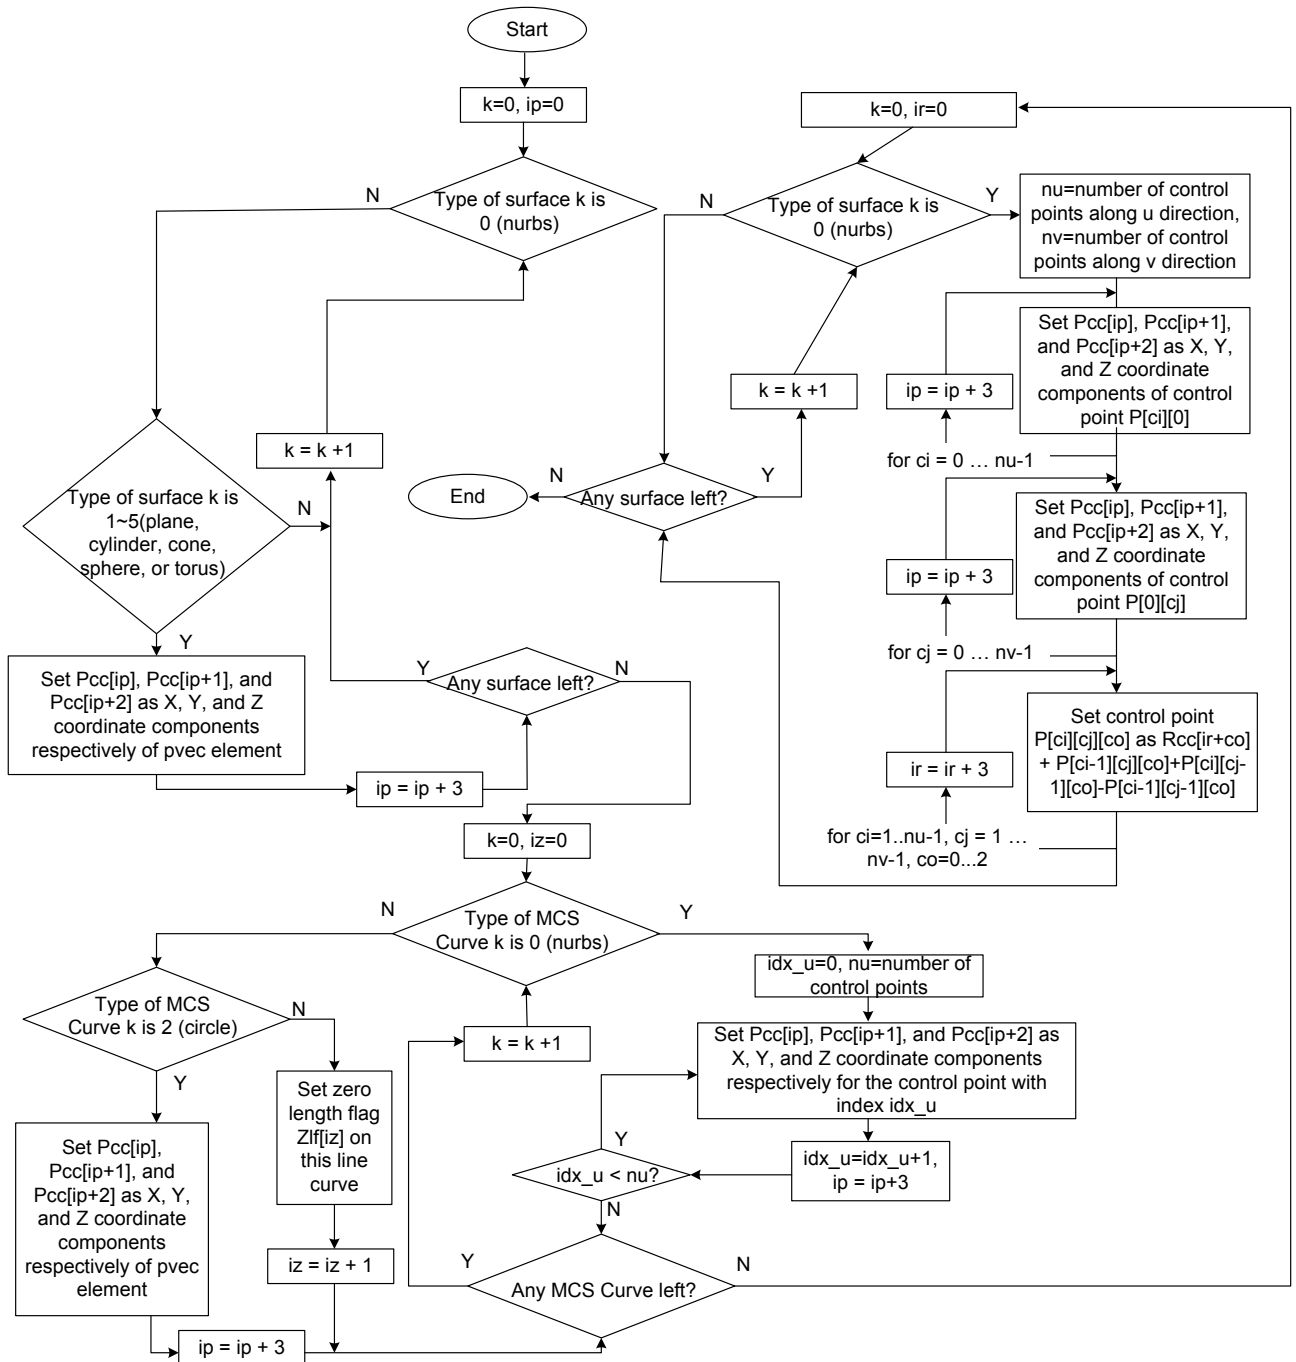 Start
k=0, ip=0
N
Type of surface k is
0 (nurbs)
k = k +1
Type of surface k is
1~5(plane,
cylinder, cone,
sphere, or torus)
N
Y
Set Pcc[ip], Pcc[ip+1], and
Pcc[ip+2] as X, Y, and Z
coordinate components
respectively of pvec element
ip = ip + 3
Y
Any surface left?
N
k=0, iz=0
N
Type of MCS
Curve k is 0 (nurbs)
Y
Type of MCS
Curve k is 2 (circle)
N
Y
Set Pcc[ip],
Pcc[ip+1], and
Pcc[ip+2] as X, Y,
and Z coordinate
components
respectively of pvec
element
ip = ip + 3
Set zero
length flag
Zlf[iz] on
this line
curve
iz = iz + 1
k = k +1
idx_u=0, nu=number of
control points
Set Pcc[ip], Pcc[ip+1], and Pcc[ip+2] as
X, Y, and Z coordinate components
respectively for the control point with
index idx_u
idx_u=idx_u+1,
ip = ip+3
Y
idx_u < nu?
N
Y
Any MCS Curve left?
N
k=0, ir=0
N
Type of surface k is
0 (nurbs)
Y
k = k +1
End
N
Any surface left?
Y
nu=number of control
points along u direction,
nv=number of control
points along v direction
Set Pcc[ip], Pcc[ip+1],
and Pcc[ip+2] as X, Y,
and Z coordinate
components of control
point P[ci][0]
ip = ip + 3
for ci = 0 … nu-1
Set Pcc[ip], Pcc[ip+1],
and Pcc[ip+2] as X, Y,
and Z coordinate
components of control
point P[0][cj]
ip = ip + 3
for cj = 0 … nv-1
Set control point
P[ci][cj][co] as Rcc[ir+co]
+ P[ci-1][cj][co]+P[ci][cj-
1][co]-P[ci-1][cj-1][co]
ir = ir + 3
for ci=1..nu-1, cj = 1 …
nv-1, co=0...2